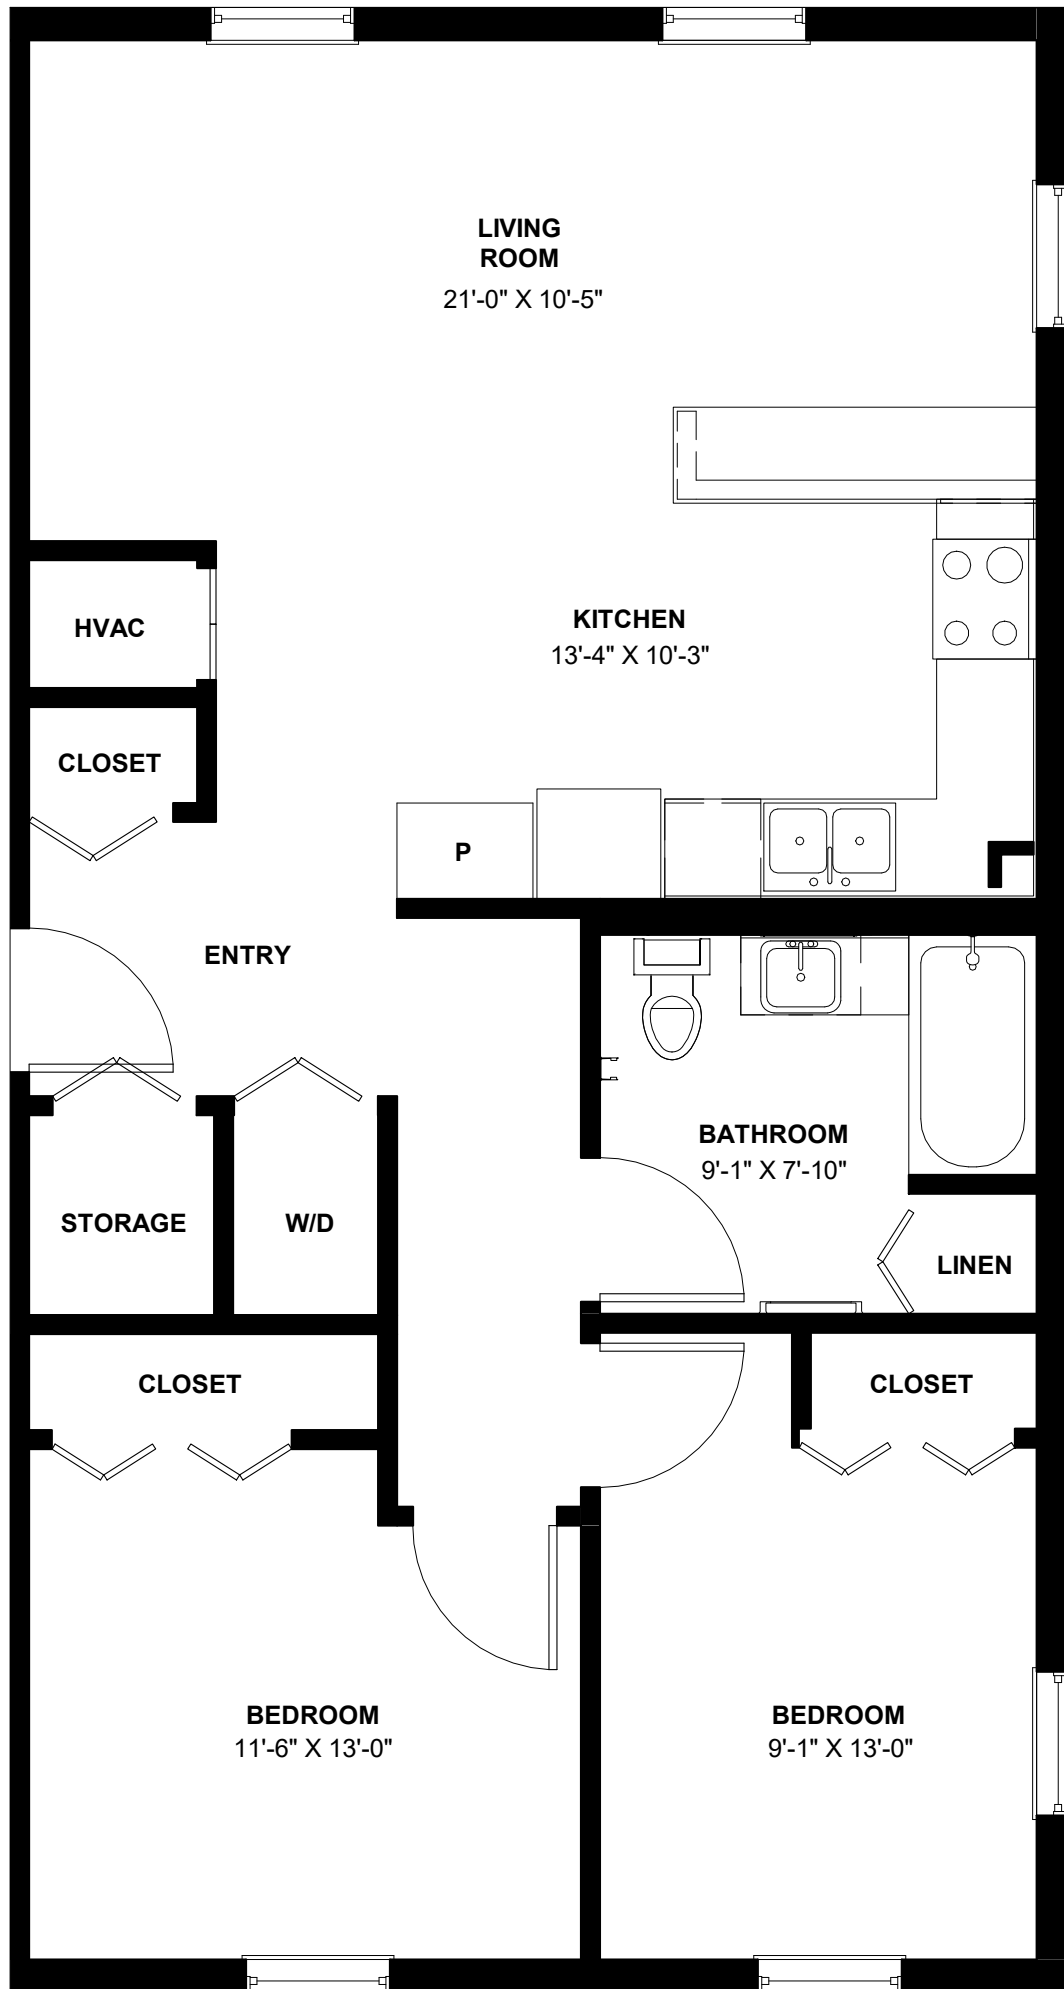 LIVING
ROOM
21'-0" X 10'-5"
HVAC
KITCHEN
13'-4" X 10'-3"
CLOSET
P
ENTRY
BATHROOM
9'-1" X 7'-10"
STORAGE
W/D
LINEN
CLOSET
CLOSET
BEDROOM
11'-6" X 13'-0"
BEDROOM
9'-1" X 13'-0"